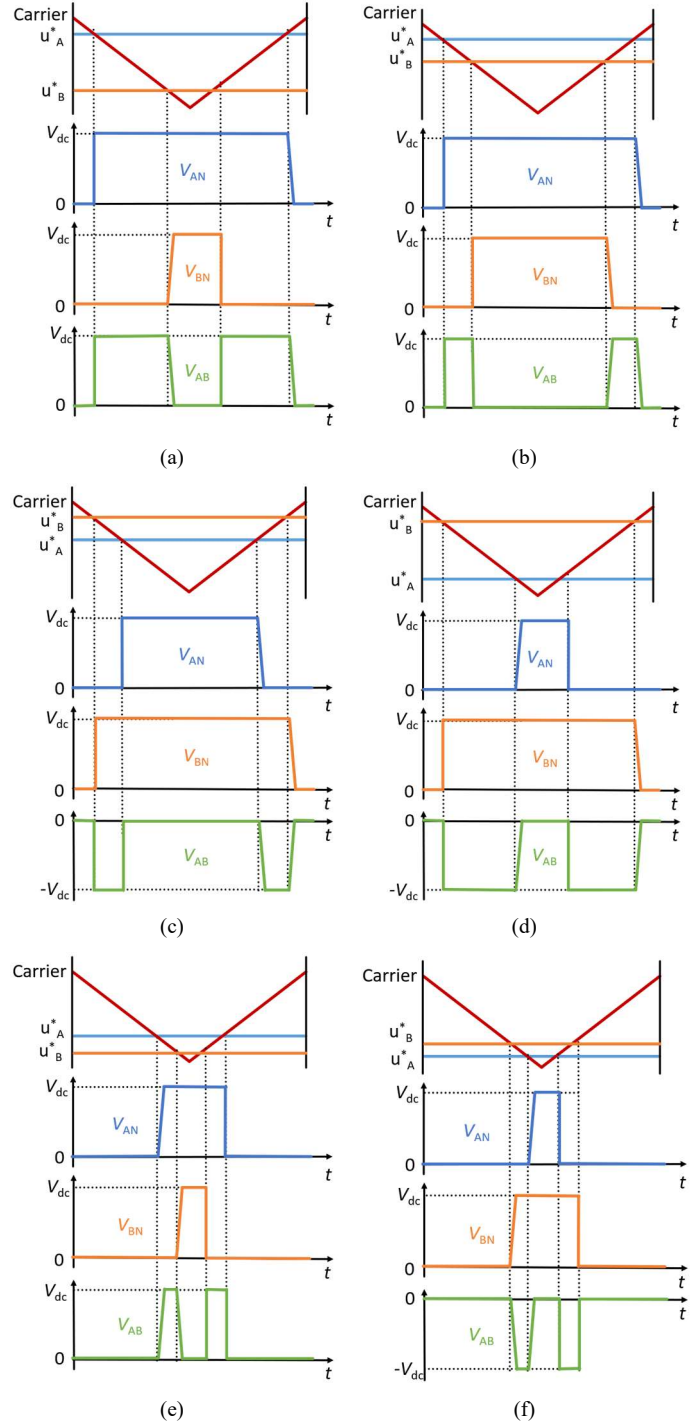 Carrier
u*A
u*B
Vdc
VAN
0
t
Vdc
VBN
0
t
Vdc
VAB
0
t
(a)
Carrier
u*A
u*B
Vdc
VAN
0
t
Vdc
VBN
0
t
Vdc
VAB
0
t
(b)
Carrier
u*B
u*A
Vdc
VAN
0
t
Vdc
VBN
0
t
0
t
VAB
-Vdc
(c)
Carrier
u*B
u*A
Vdc
VAN
0
t
Vdc
VBN
0
t
0
t
VAB
-Vdc
(d)
Carrier
u*A
u*B
Vdc
VAN
0
t
Vdc
VBN
0
t
Vdc
VAB
0
t
(e)
Carrier
u*B
u*A
Vdc
VAN
0
t
Vdc
VBN
0
t
0
t
VAB
-Vdc
(f)